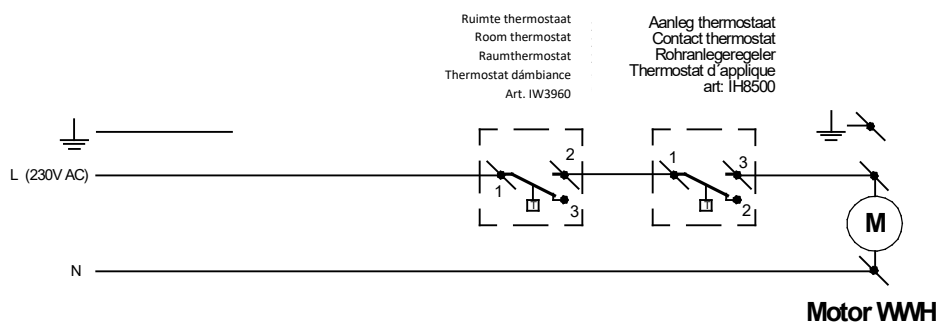 Ruimte thermostaat
Room thermostat
Raumthermostat
Thermostat dámbiance
Art. IW3960
Aanleg thermostaat
Contact thermostat
Rohranlegeregeler
Thermostat d´applique
art: IH8500
L (230V AC)
1
2
3
T
1
3
2
T
M
N
Motor WWH